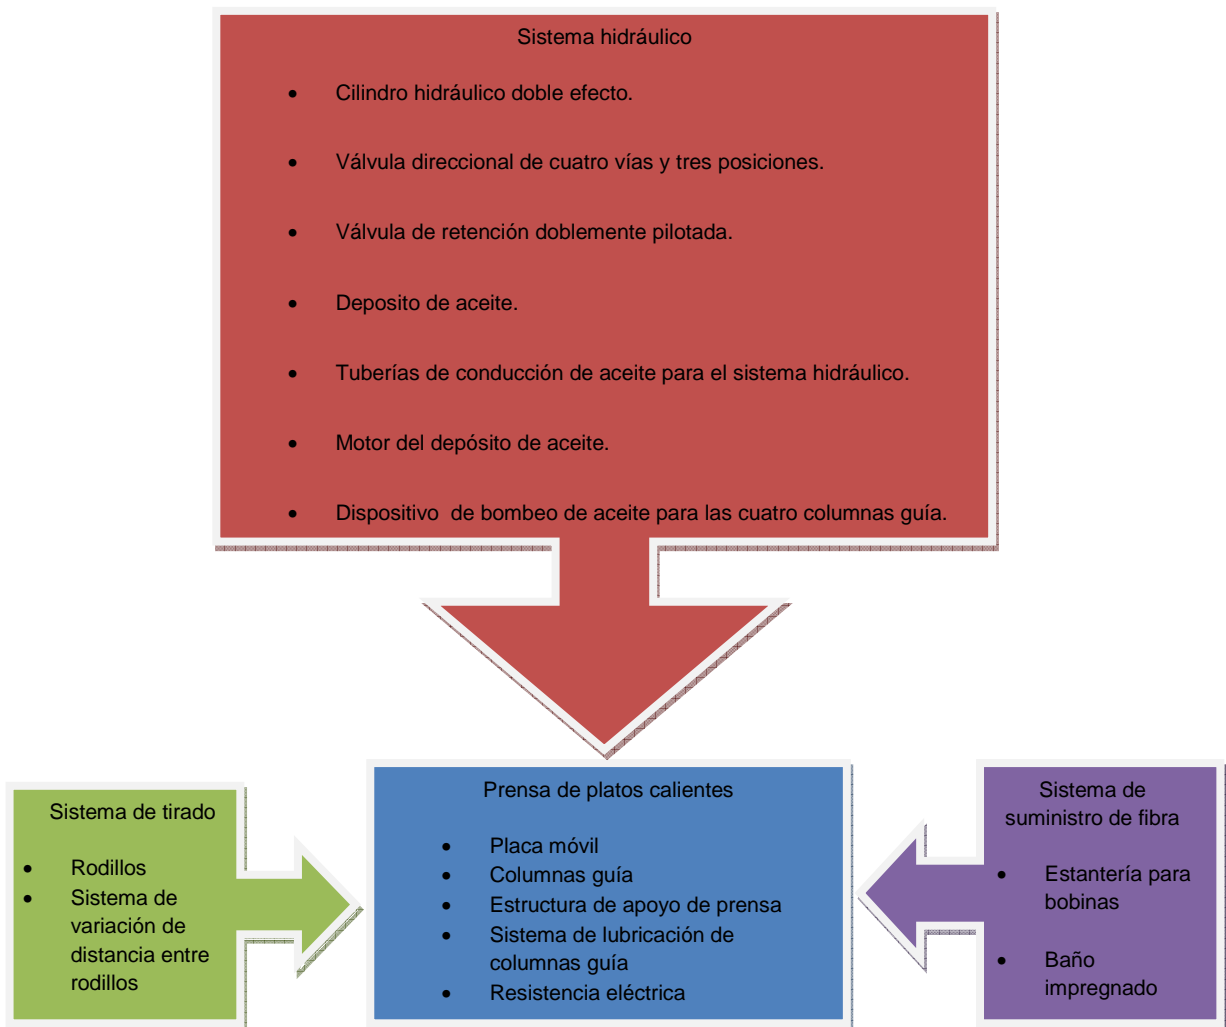 Sistema hidráulico
• Cilindro hidráulico doble efecto.
• Válvula direccional de cuatro vías y tres posiciones.
• Válvula de retención doblemente pilotada.
• Deposito de aceite.
• Tuberías de conducción de aceite para el sistema hidráulico.
• Motor del depósito de aceite.
• Dispositivo  de bombeo de aceite para las cuatro columnas guía.
Sistema de tirado
• Rodillos
• Sistema de
variación de
distancia entre
rodillos
Prensa de platos calientes
• Placa móvil
• Columnas guía
• Estructura de apoyo de prensa
• Sistema de lubricación de
columnas guía
• Resistencia eléctrica
Sistema de
suministro de fibra
• Estantería para
bobinas
• Baño
impregnado